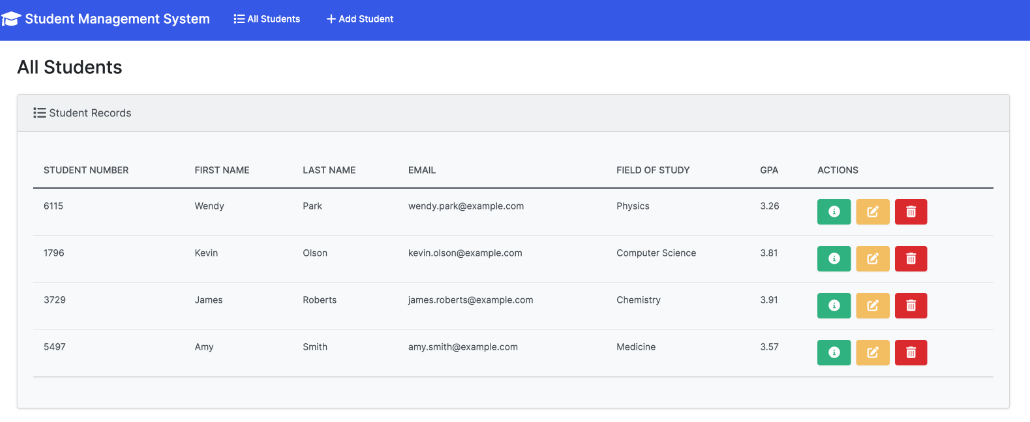 Student Management System All Students Add Student
All Students
Student Records
STUDENT NUMBER FIRST NAME LAST NAME EMAIL FIELD OF STUDY GPA ACTIONS
6115 Wendy Park wendy.park@example.com Physics 3.26
1796 Kevin Olson kevin.olson@example.com Computer Science 3.81
3729 James Roberts james.roberts@example.com Chemistry 3.91
5497 Amy Smith amy.smith@example.com Medicine 3.57